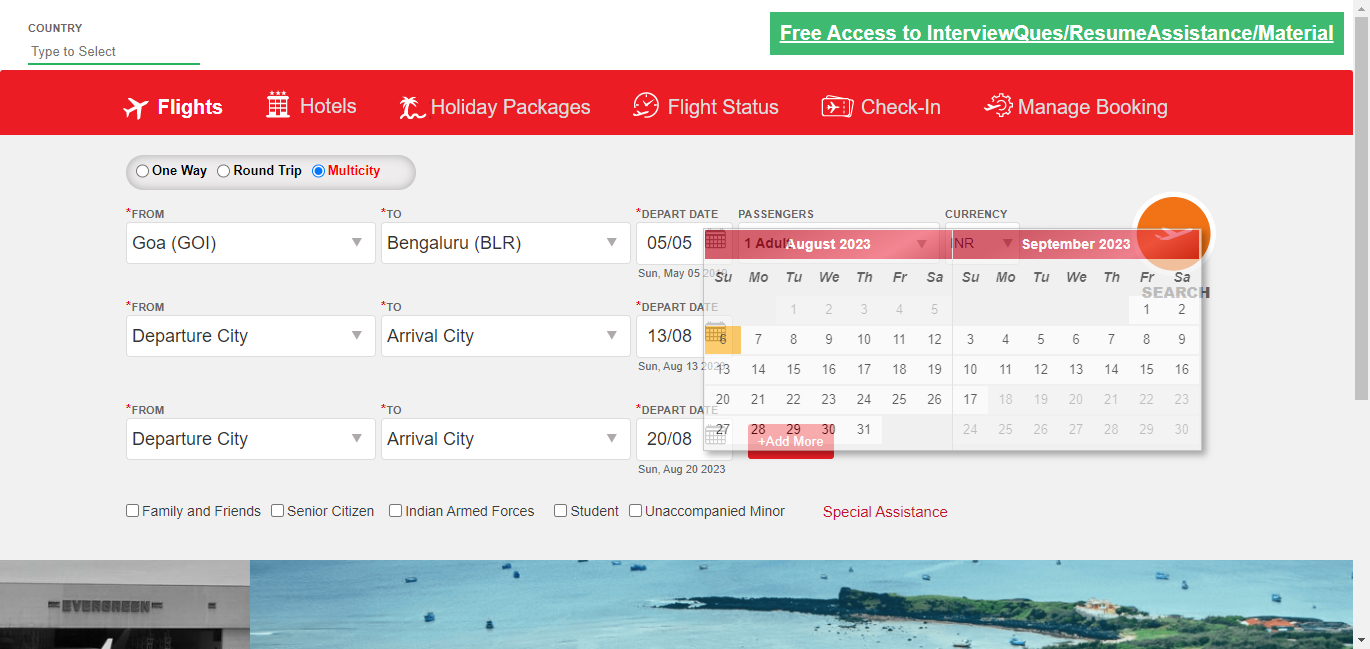 COUNTRY
Type to Select
Free Access to InterviewQues/ResumeAssistance/Material
Flights Hotels Holiday Packages Flight Status Check-In Manage Booking
One Way Round Trip Multicity
*FROM *TO *DEPART DATE PASSENGERS CURRENCY
Goa (GOI) Bengaluru (BLR) 05/05 1 Adult INR
Sun, May 05 2019
SEARCH
August 2023 September 2023
Su Mo Tu We Th Fr Sa Su Mo Tu We Th Fr Sa
1 2 3 4 5 1 2
6 7 8 9 10 11 12 3 4 5 6 7 8 9
13 14 15 16 17 18 19 10 11 12 13 14 15 16
20 21 22 23 24 25 26 17 18 19 20 21 22 23
27 28 29 30 31 24 25 26 27 28 29 30
*FROM *TO *DEPART DATE
Departure City Arrival City 13/08
Sun, Aug 13 2023
*FROM *TO *DEPART DATE
Departure City Arrival City 20/08
+Add More
Sun, Aug 20 2023
Family and Friends Senior Citizen Indian Armed Forces Student Unaccompanied Minor Special Assistance
EVERGREEN